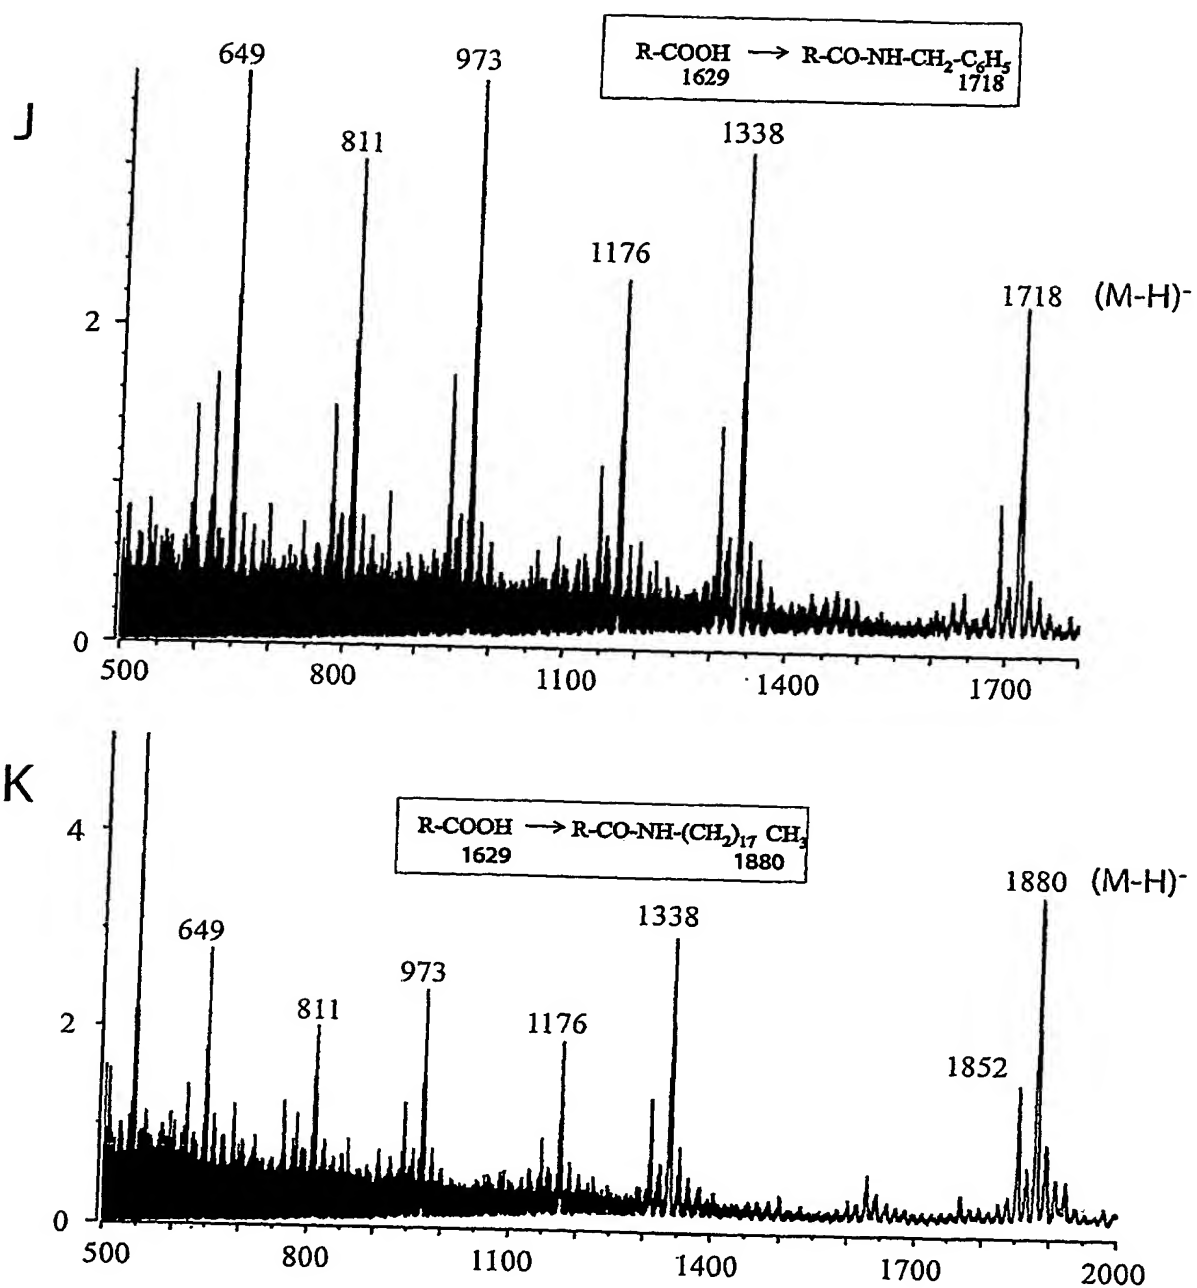 J
R-COOH → R-CO-NH-CH₂-C₆H₅
1629 1718
649
973
811
1338
1176
1718 (M-H)⁻
2
0
500 800 1100 1400 1700
K
R-COOH → R-CO-NH-(CH₂)₁₇ CH₃
1629 1880
4
1880 (M-H)⁻
1338
649
973
811
1176
1852
2
0
500 800 1100 1400 1700 2000